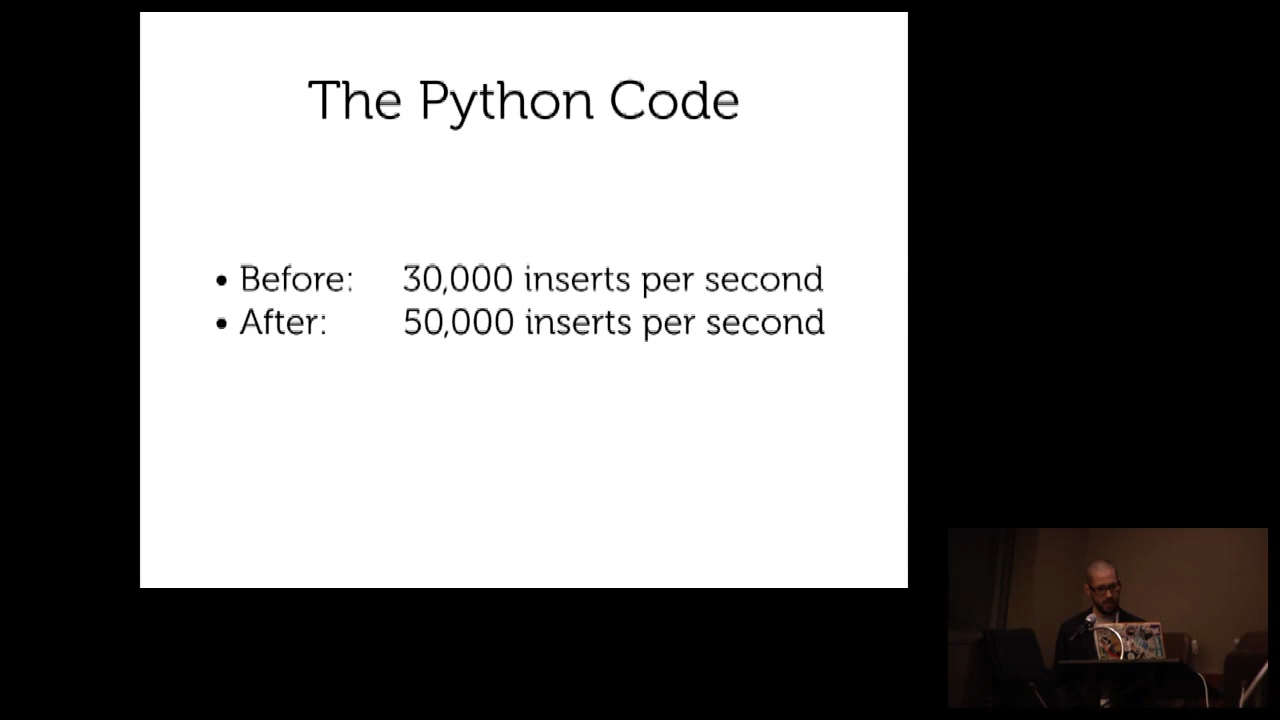 The Python Code
• Before: 30,000 inserts per second
• After: 50,000 inserts per second